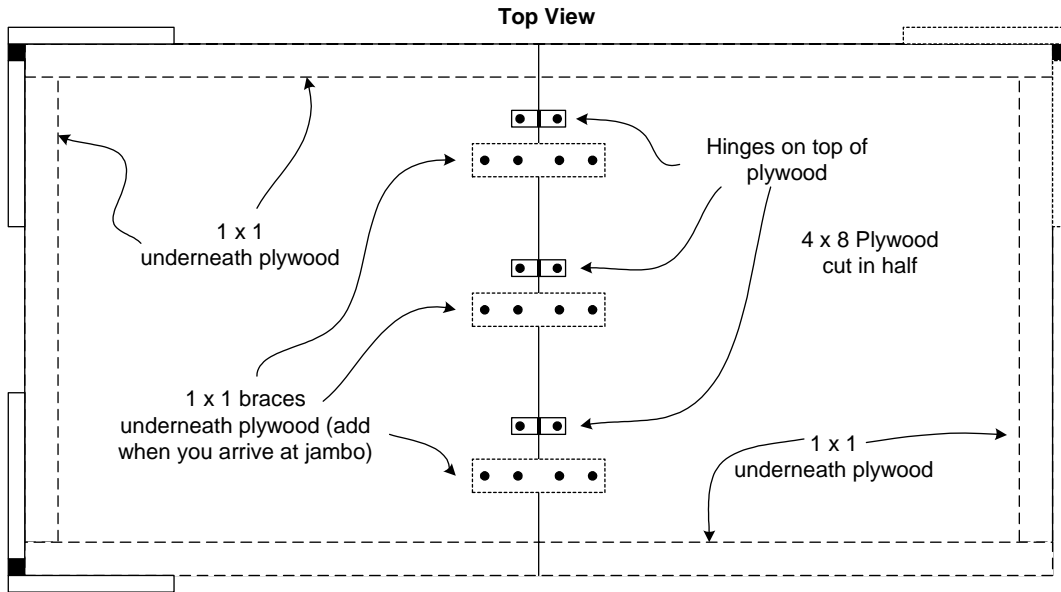 Top View
Hinges on top of
plywood
1 x 1
underneath plywood
4 x 8 Plywood
cut in half
1 x 1 braces
underneath plywood (add
when you arrive at jambo)
1 x 1
underneath plywood